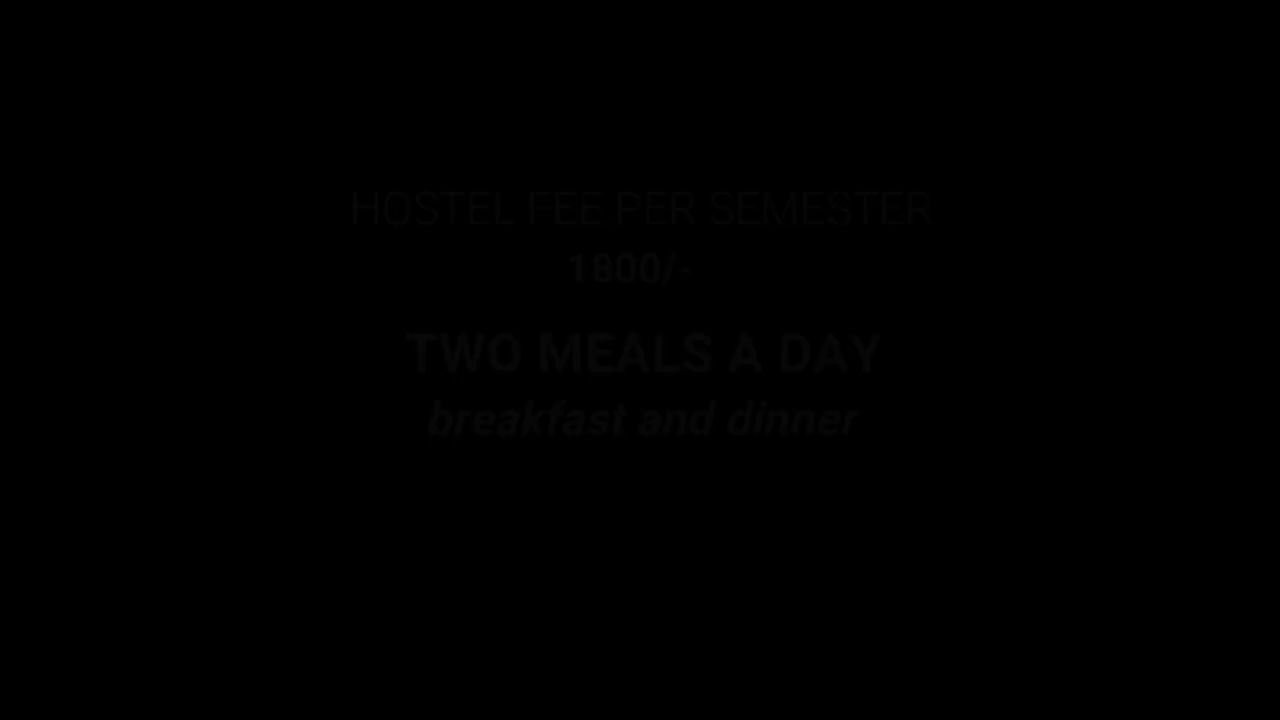 HOSTEL FEE PER SEMESTER
1800/-
TWO MEALS A DAY
breakfast and dinner